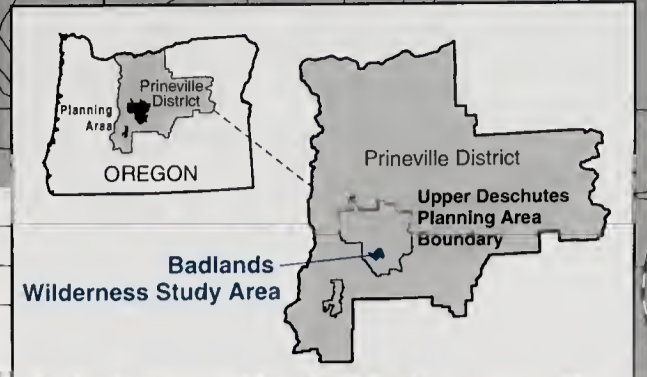 Prineville
District
Planning
Area
OREGON
Prineville District
Upper Deschutes
Planning Area
Boundary
Badlands
Wilderness Study Area